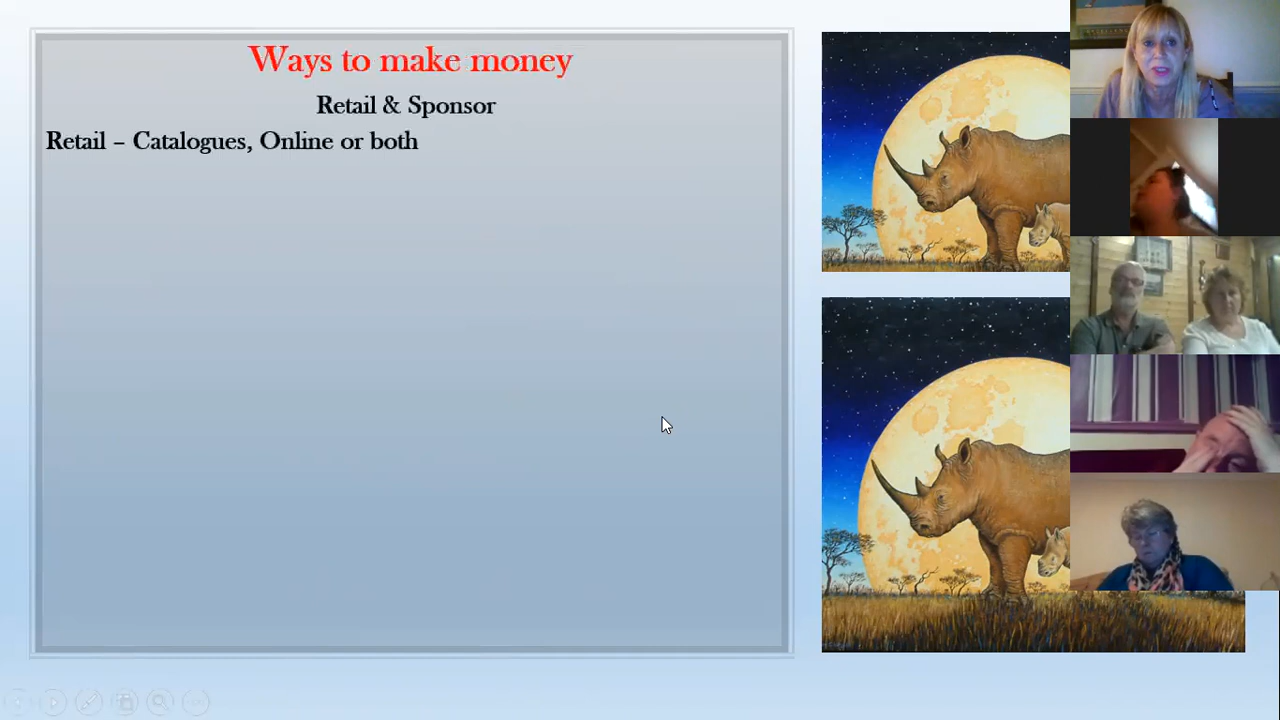 Ways to make money
Retail & Sponsor
Retail – Catalogues, Online or both